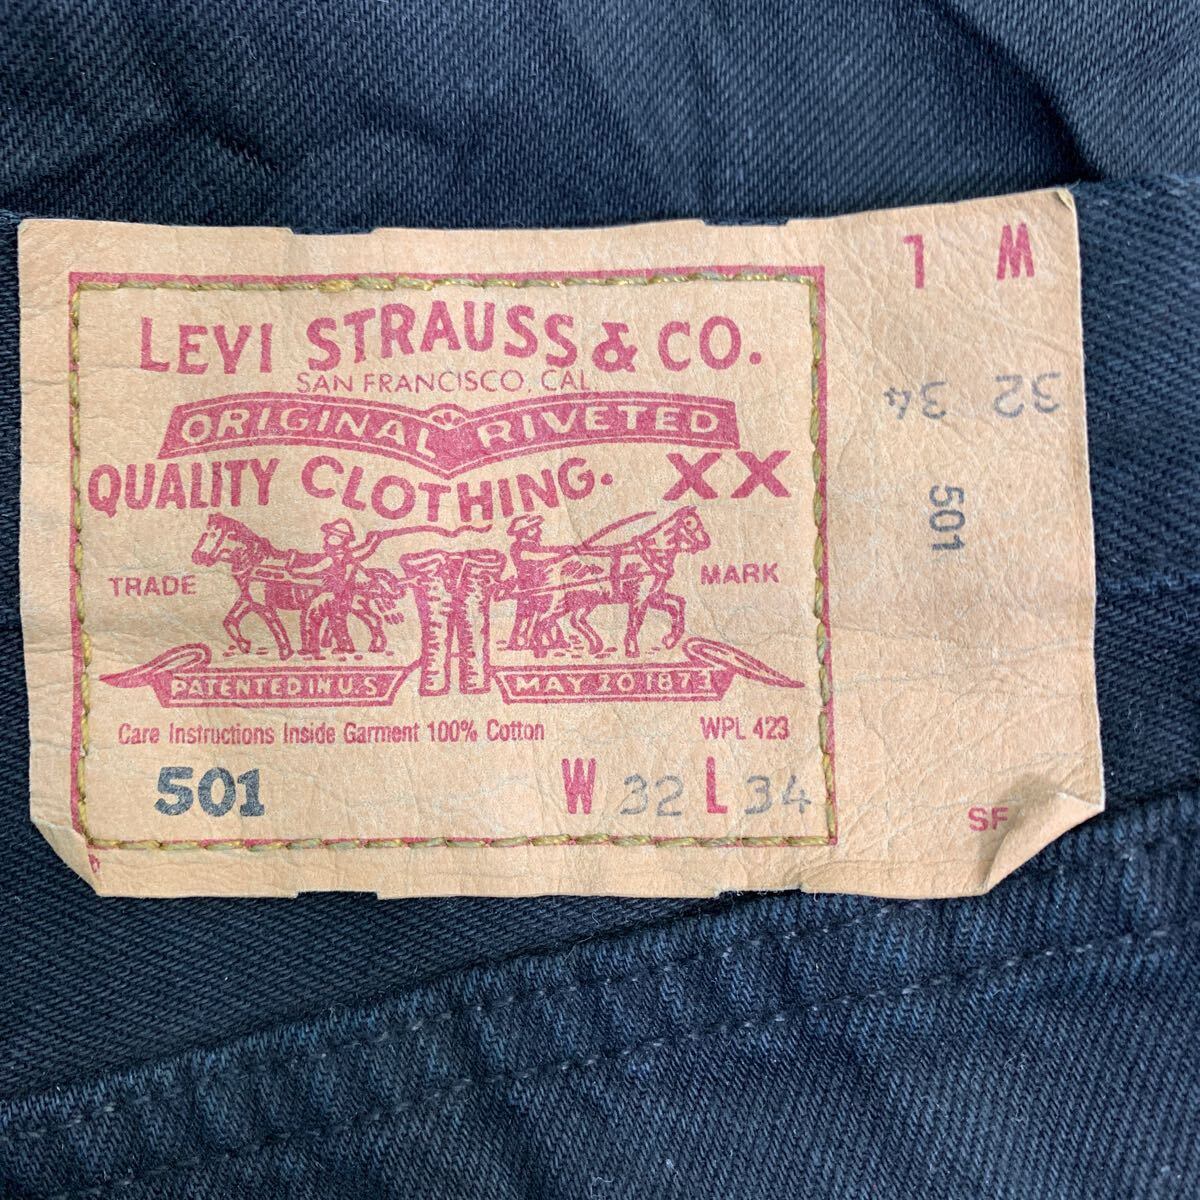 LEVI STRAUSS & CO.
SAN FRANCISCO, CAL
ORIGINAL RIVETED
QUALITY CLOTHING. XX
TRADE MARK
PATENTED IN U.S MAY 20 1873
Care Instructions Inside Garment 100% Cotton WPL 423
501 W 32 L 34
W L
32 34
501
SF